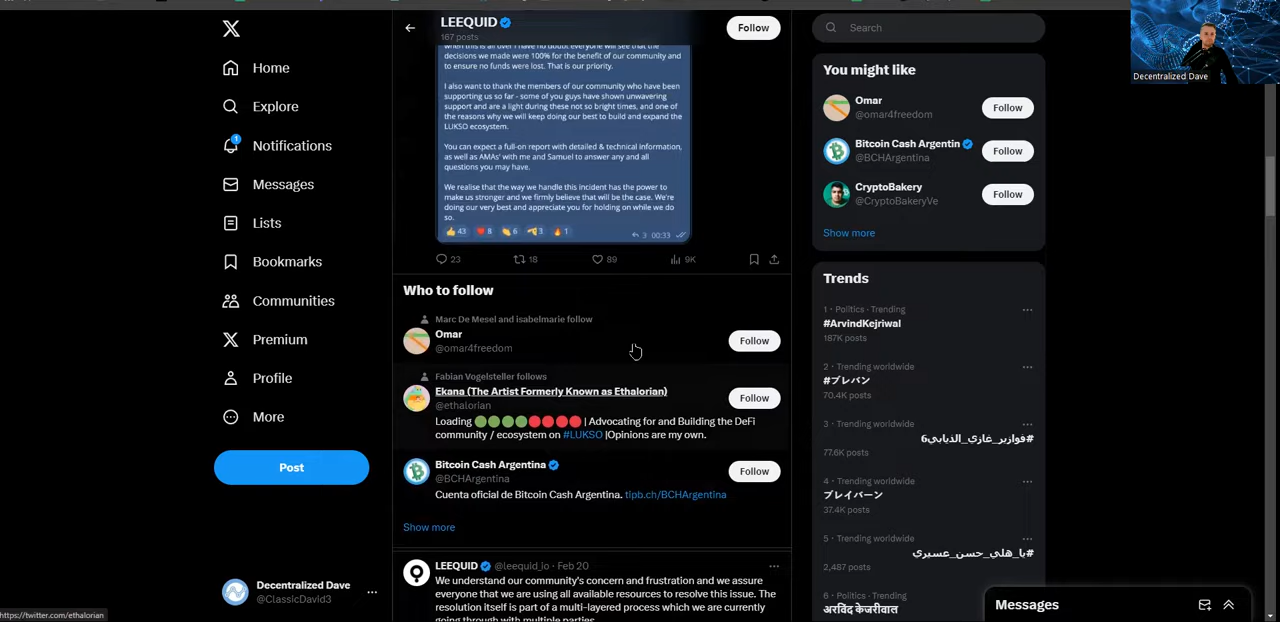 LEEQUID
167 posts
Follow
when this is all over I have no doubt everyone will see that the
decisions we made were 100% for the benefit of our community and
to ensure no funds were lost. That is our priority.
I also want to thank the members of our community who have been
supporting us so far - some of you guys have shown unwavering
support and are a light during these not so bright times, and one of
the reasons why we will keep doing our best to build and expand the
LUKSO ecosystem.
You can expect a full-on report with detailed & technical information,
as well as AMAs' with me and Samuel to answer any and all
questions you may have.
We realise that the way we handle this incident has the power to
make us stronger and we firmly believe that will be the case. We're
doing our very best and appreciate you for holding on while we do
so.
43 8 6 3 1
3 00:33
23 18 89 9K
Who to follow
Marc De Mesel and isabelmarie follow
Omar
@omar4freedom
Follow
Fabian Vogelsteller follows
Ekana (The Artist Formerly Known as Ethalorian)
@ethalorian
Follow
Loading | Advocating for and Building the DeFi
community / ecosystem on #LUKSO |Opinions are my own.
Bitcoin Cash Argentina
@BCHArgentina
Follow
Cuenta oficial de Bitcoin Cash Argentina. tipb.ch/BCHArgentina
Show more
LEEQUID @leequid_io · Feb 20
We understand our community's concern and frustration and we assure
everyone that we are using all available resources to resolve this issue. The
resolution itself is part of a multi-layered process which we are currently
going through with multiple parties.
Home
Explore
1
Notifications
Messages
Lists
Bookmarks
Communities
Premium
Profile
More
Post
Decentralized Dave
@ClassicDavid3
https://twitter.com/ethalorian
Search
You might like
Omar
@omar4freedom
Follow
Bitcoin Cash Argentin
@BCHArgentina
Follow
CryptoBakery
@CryptoBakeryVe
Follow
Show more
Trends
1 · Politics · Trending
#ArvindKejriwal
187K posts
2 · Trending worldwide
#ブレバン
70.4K posts
3 · Trending worldwide
#فوازير_غازي_الذيابي6
77.6K posts
4 · Trending worldwide
ブレイバーン
37.4K posts
5 · Trending worldwide
#يا_هلي_حسن_عسيري
2,487 posts
6 · Politics · Trending
अरविंद केजरीवाल
Messages
Decentralized Dave